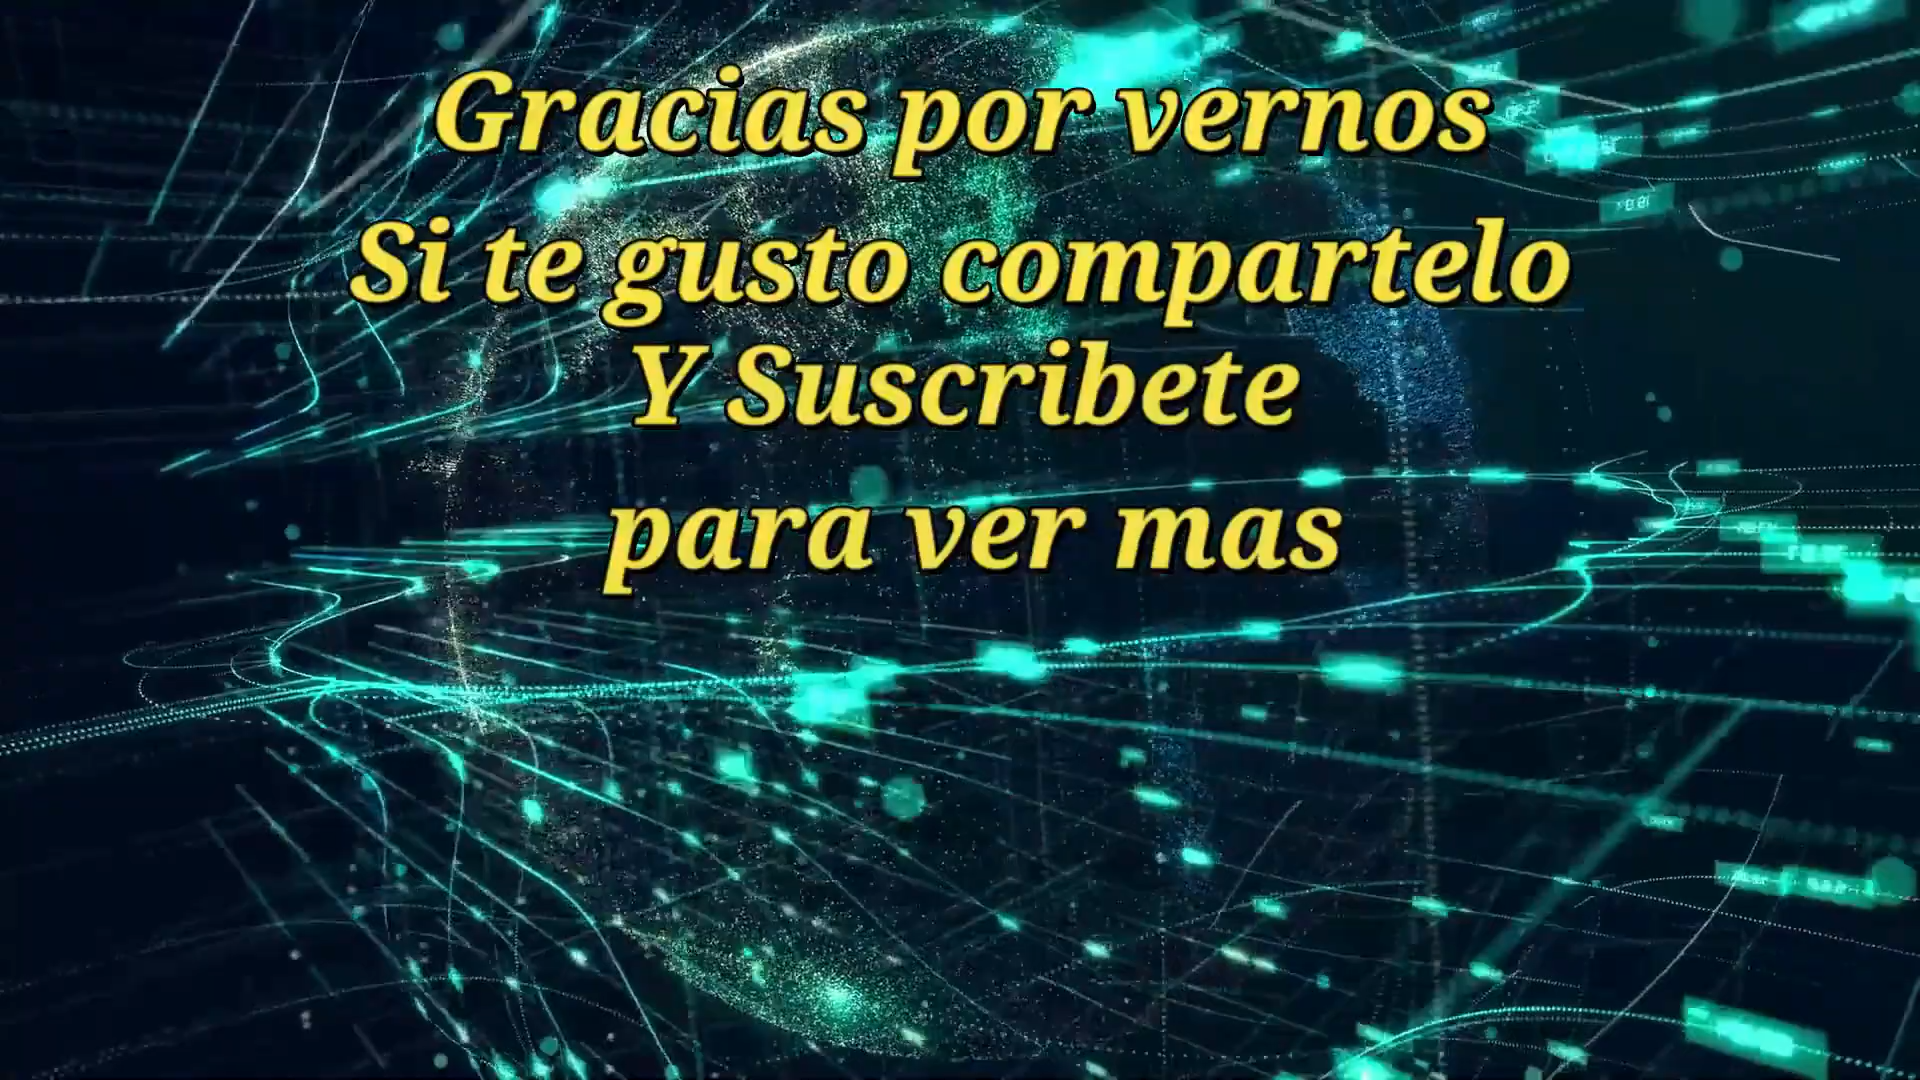 Gracias por vernos
Si te gusto compartelo
Y Suscribete
para ver mas